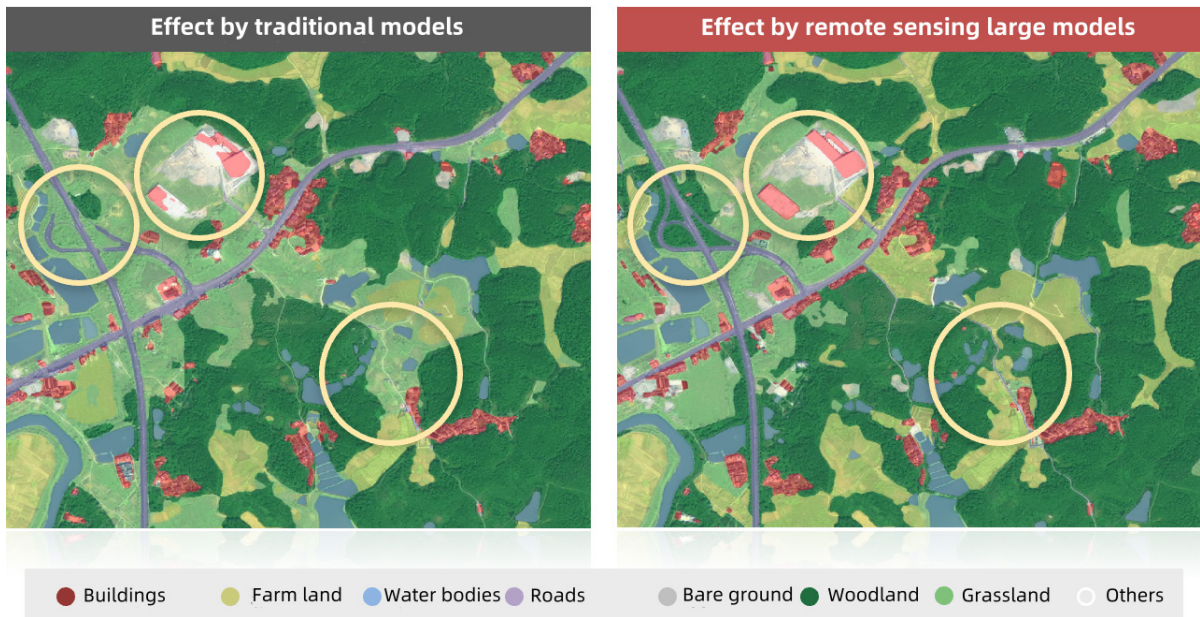 Effect by traditional models
Effect by remote sensing large models
Buildings
Farm land
Water bodies
Roads
Bare ground
Woodland
Grassland
Others